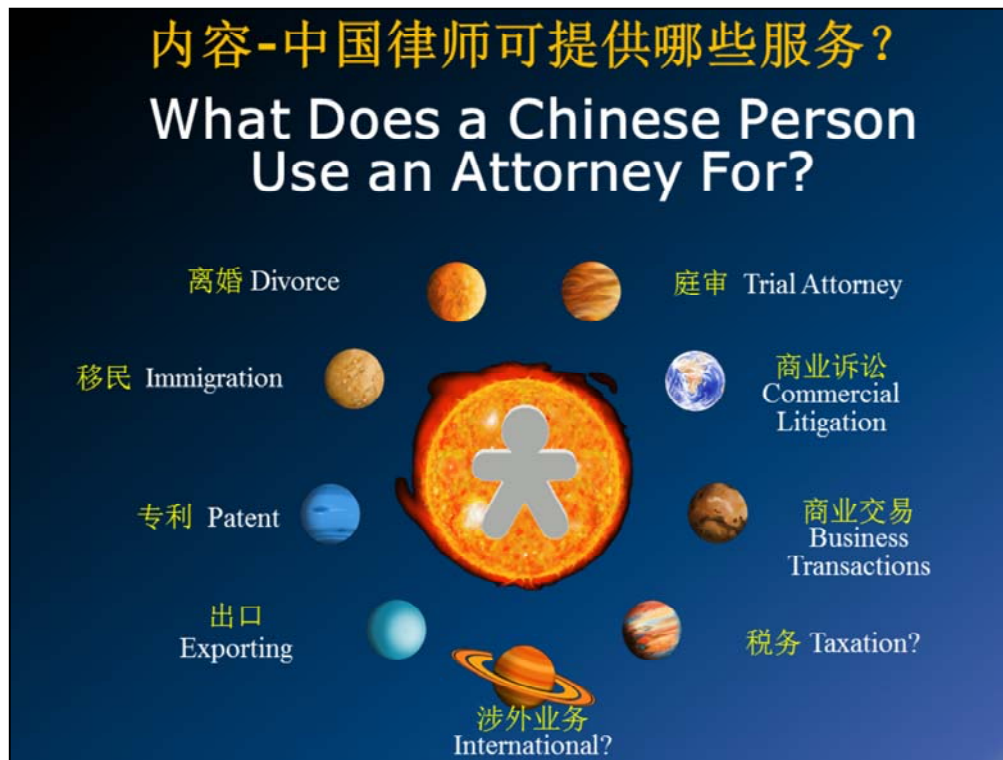 内容-中国律师可提供哪些服务？
What Does a Chinese Person
Use an Attorney For?
离婚 Divorce
庭审 Trial Attorney
移民 Immigration
商业诉讼
Commercial
Litigation
专利 Patent
商业交易
Business
Transactions
出口
Exporting
税务 Taxation?
涉外业务
International?